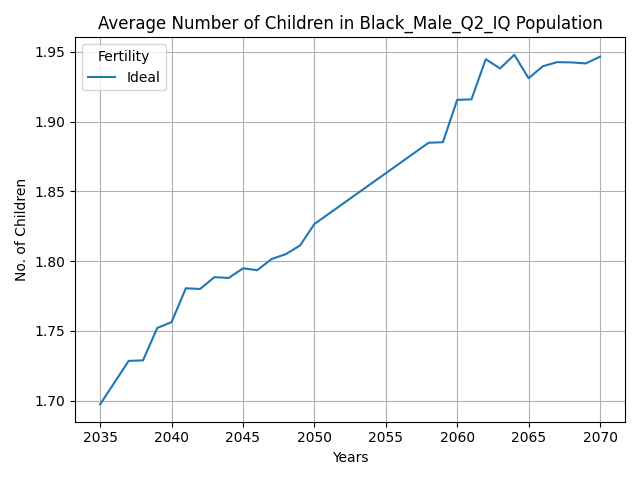 Average Number of Children in Black_Male_Q2_IQ Population
Fertility
Ideal
No. of Children
1.95
1.90
1.85
1.80
1.75
1.70
2035 2040 2045 2050 2055 2060 2065 2070
Years